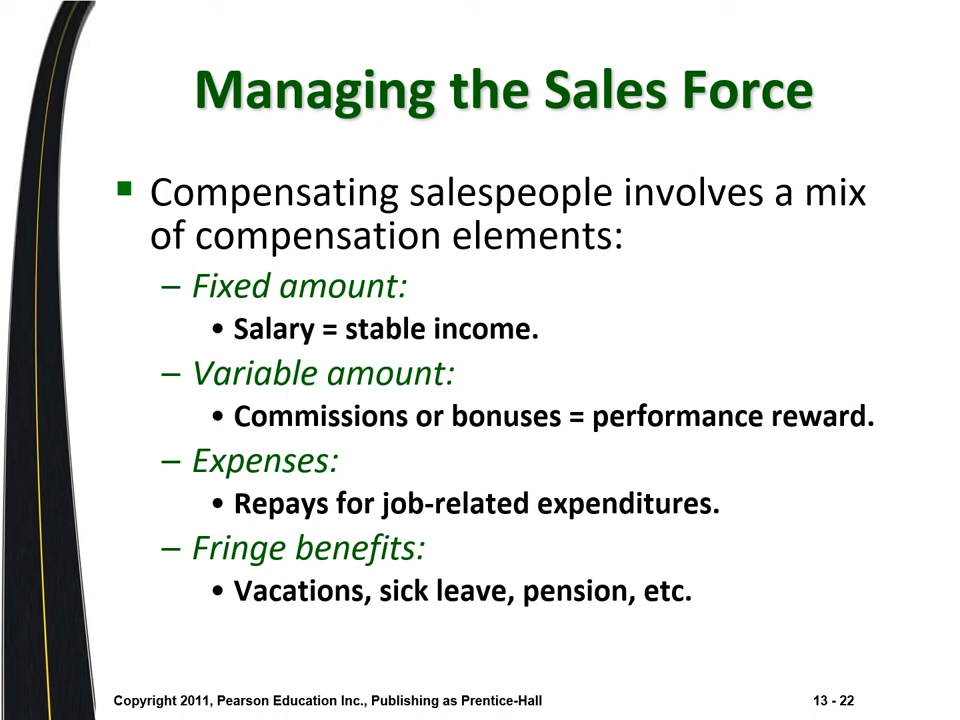 Managing the Sales Force
▪ Compensating salespeople involves a mix
of compensation elements:
– Fixed amount:
• Salary = stable income.
– Variable amount:
• Commissions or bonuses = performance reward.
– Expenses:
• Repays for job-related expenditures.
– Fringe benefits:
• Vacations, sick leave, pension, etc.
Copyright 2011, Pearson Education Inc., Publishing as Prentice-Hall 13 - 22